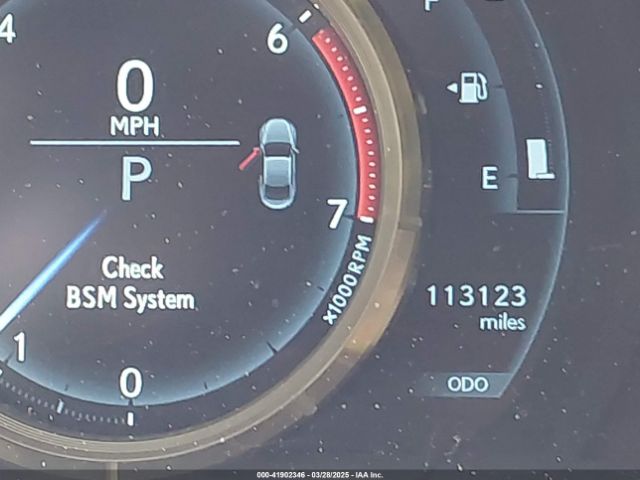 4
6
F
0
MPH
P
E
7
Check
BSM System
x1000RPM
113123
miles
1
0
ODO
000-41902346 - 03/28/2025 - IAA Inc.